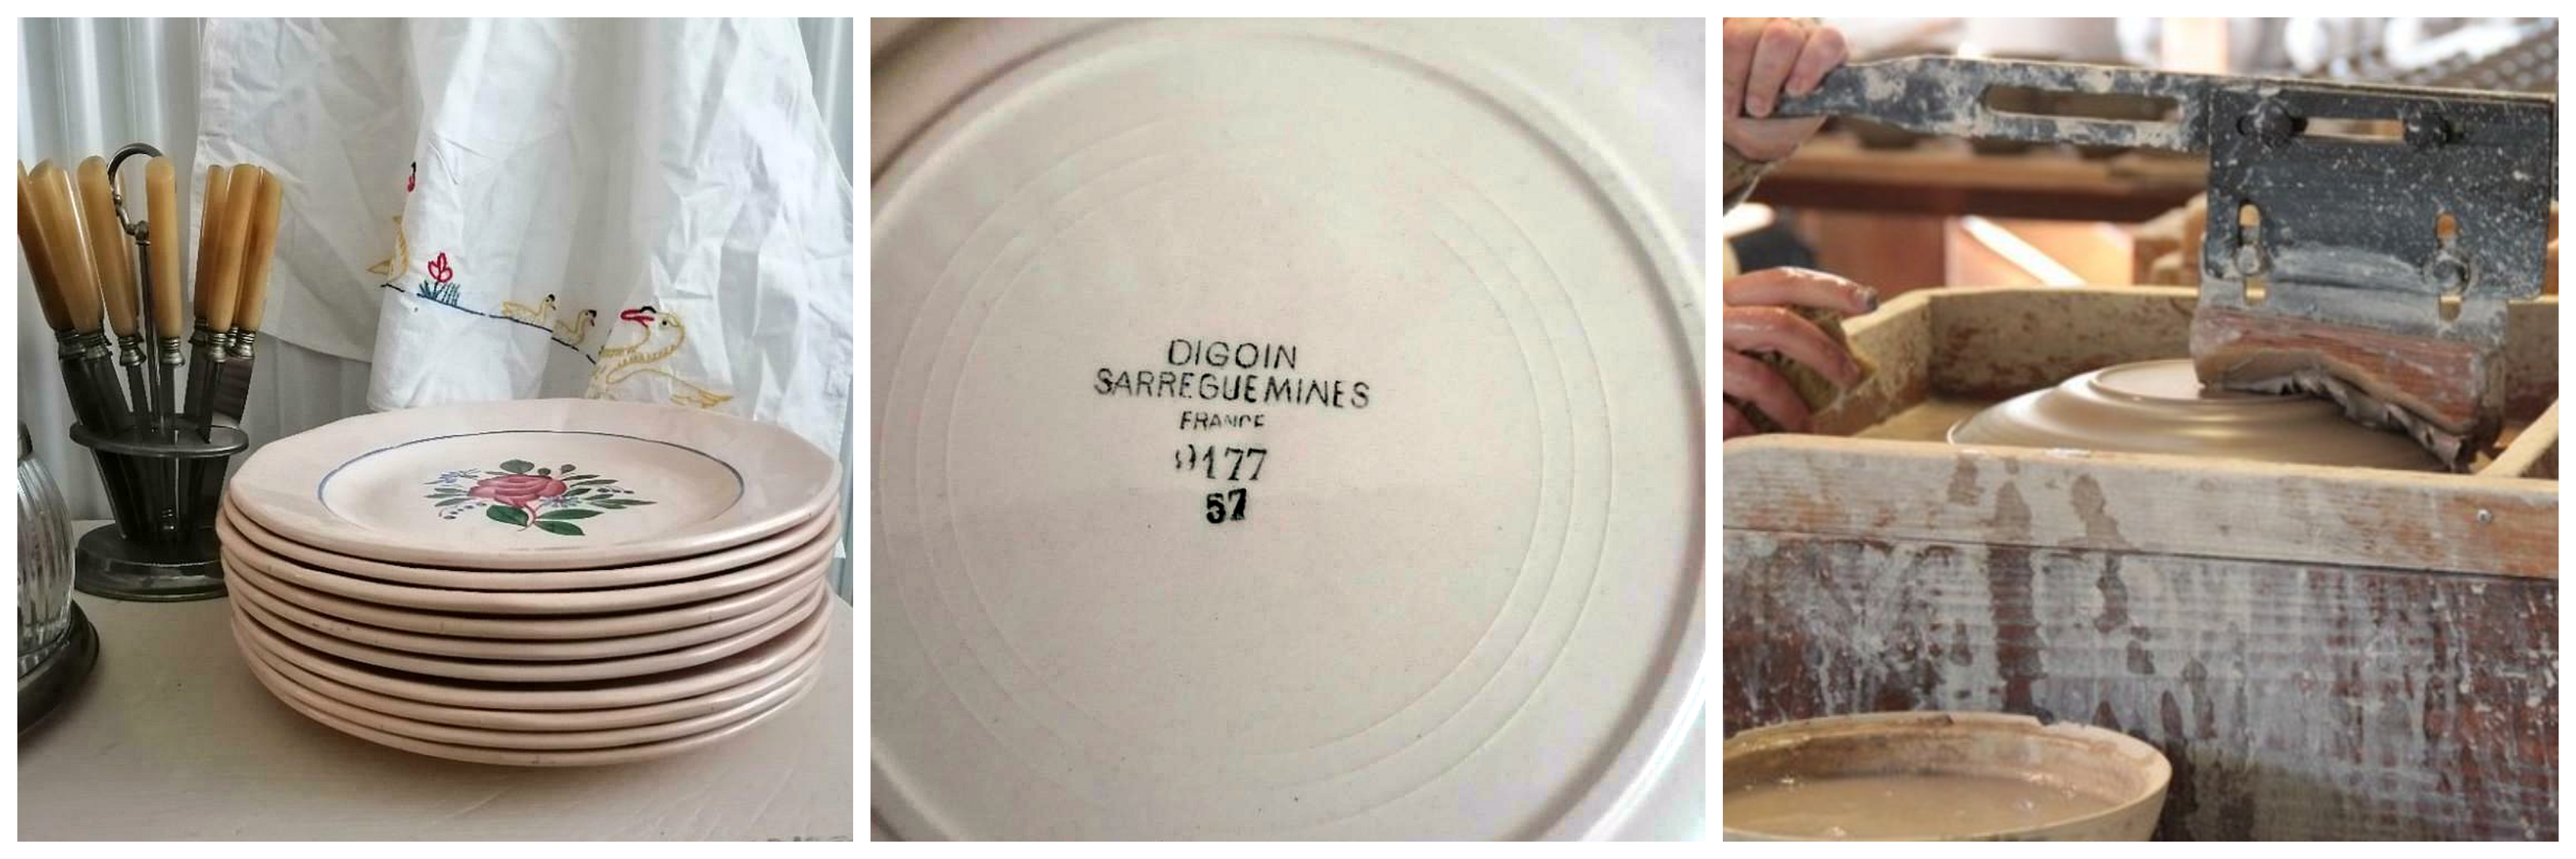 DIGOIN
SARREGUEMINES
FRANCE
177
57